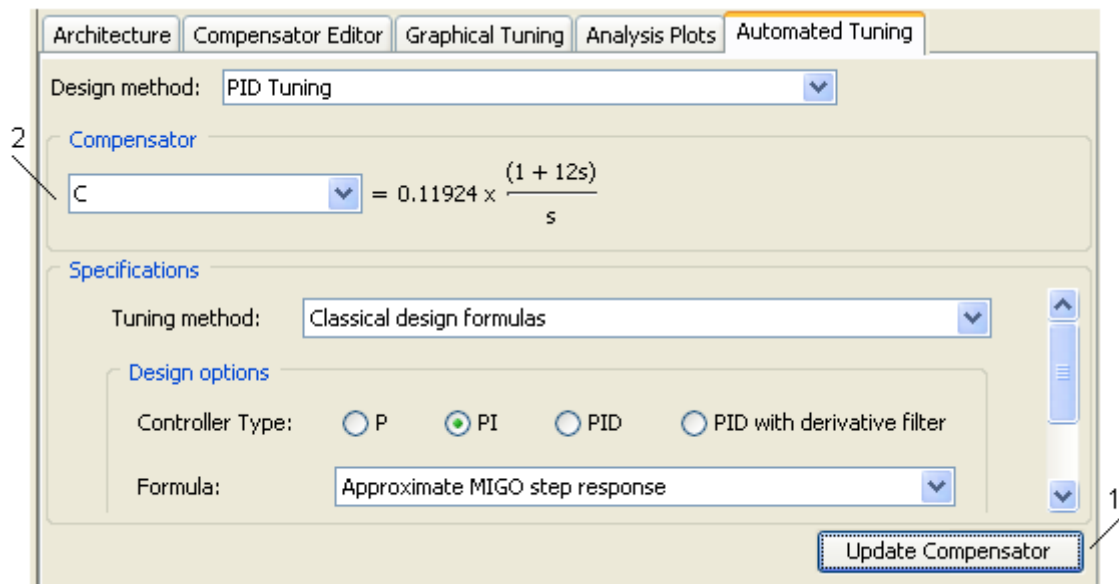 Architecture Compensator Editor Graphical Tuning Analysis Plots Automated Tuning
Design method: PID Tuning
2
Compensator
C = 0.11924 x (1 + 12s)
s
Specifications
Tuning method: Classical design formulas
Design options
Controller Type: P PI PID PID with derivative filter
Formula: Approximate MIGO step response
1
Update Compensator